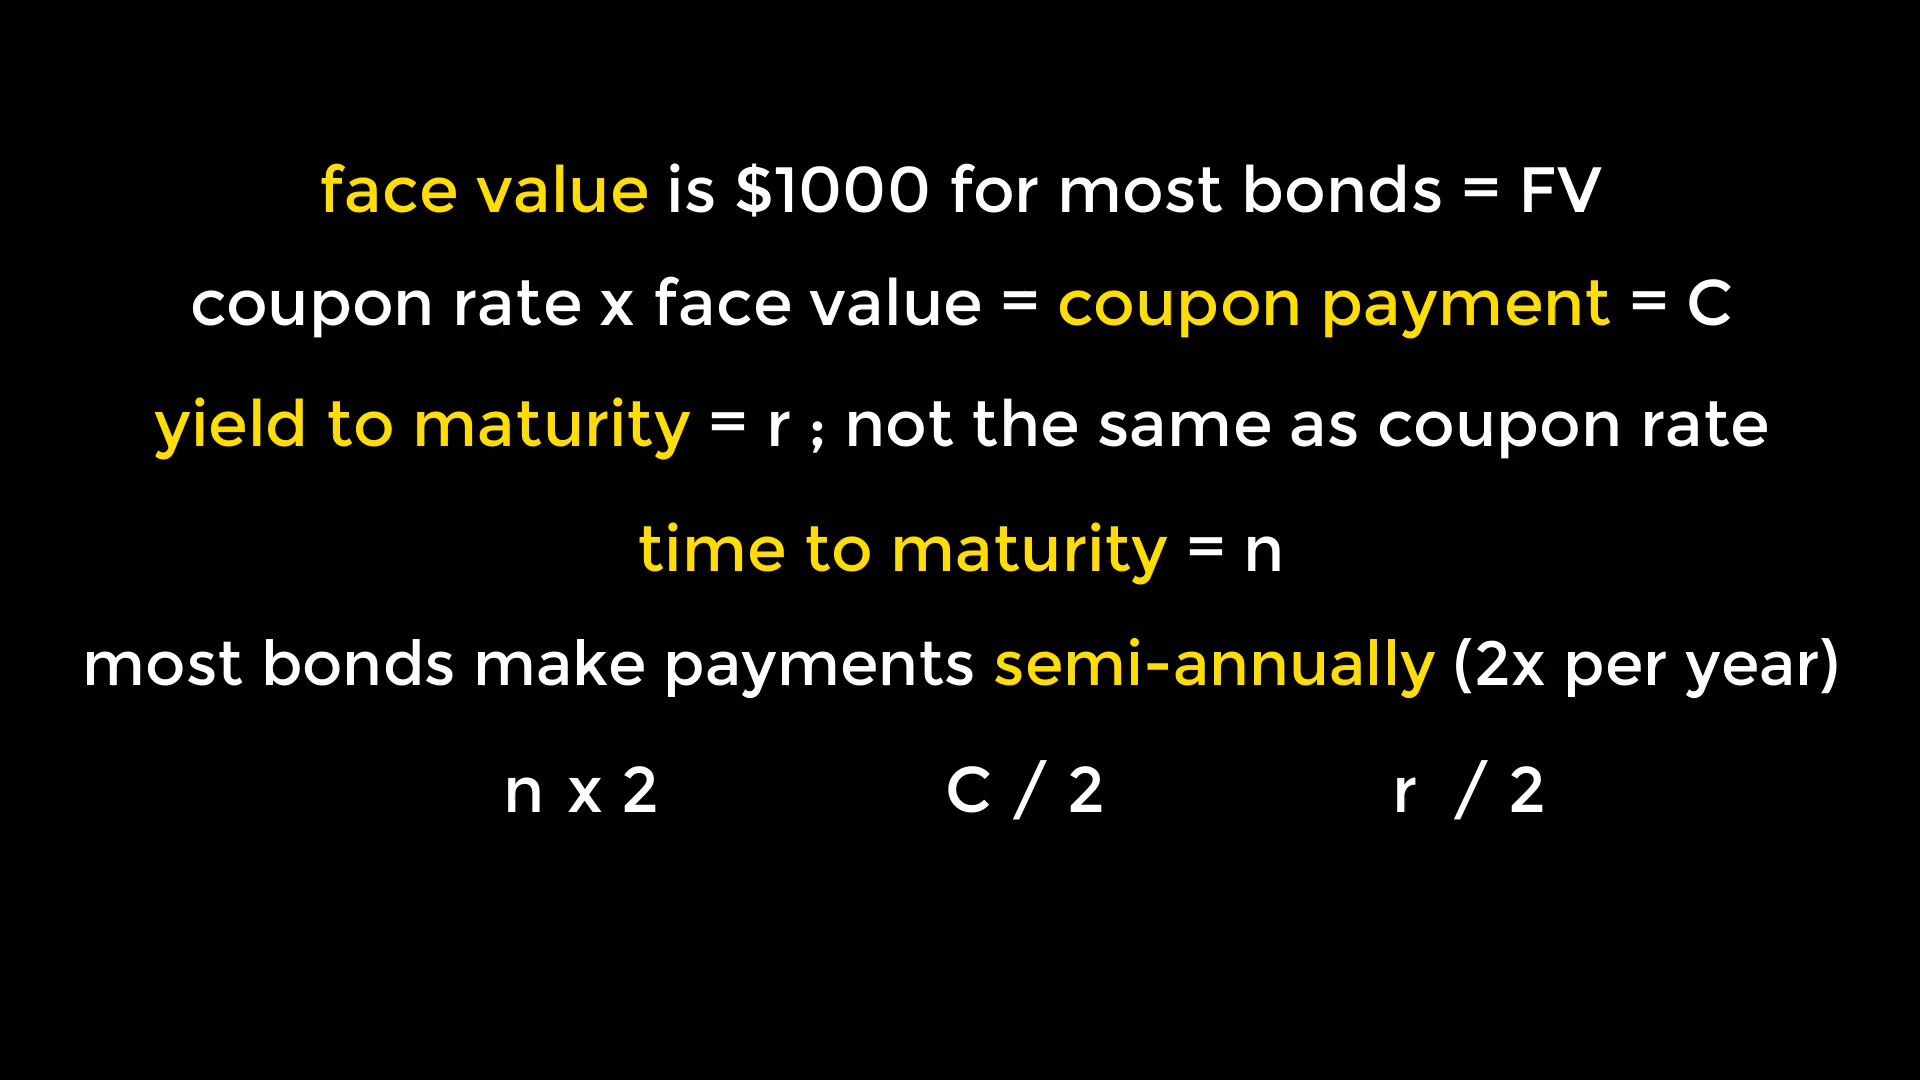 face value is $1000 for most bonds = FV
coupon rate x face value = coupon payment = C
yield to maturity = r ; not the same as coupon rate
time to maturity = n
most bonds make payments semi-annually (2x per year)
n x 2 C / 2 r / 2